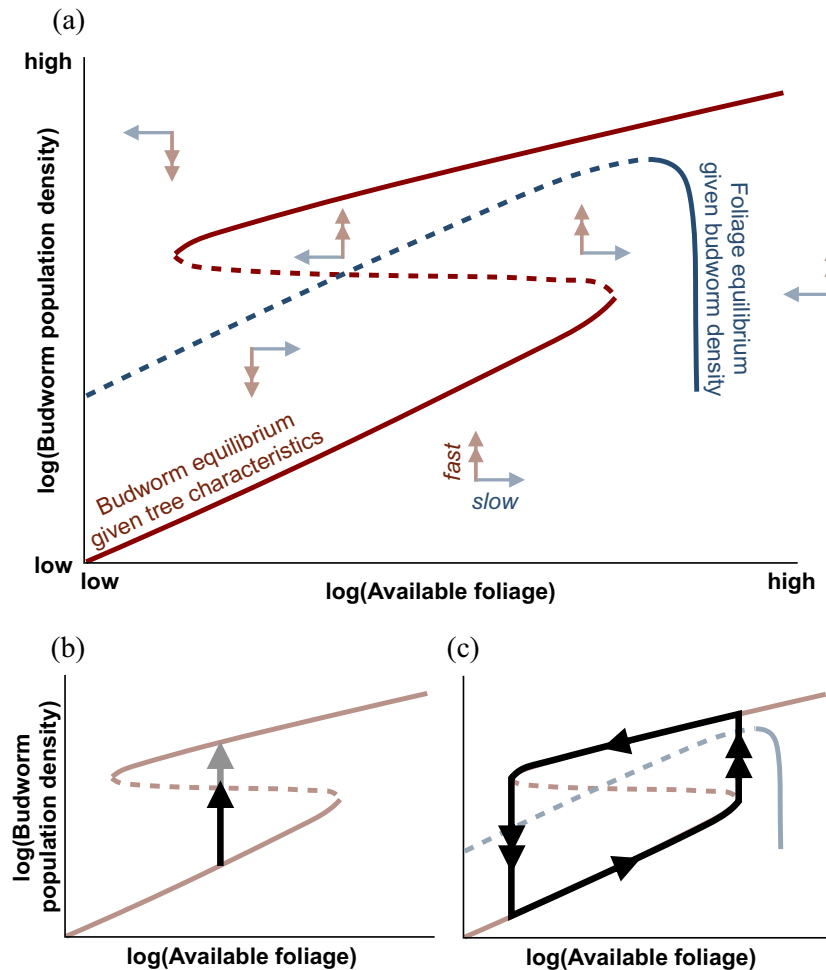 (a)
high
log(Budworm population density)
Foliage equilibrium
given budworm density
Budworm equilibrium
given tree characteristics
fast
slow
low
low
log(Available foliage)
high
(b)
(c)
log(Budworm
population density)
log(Available foliage)
log(Available foliage)